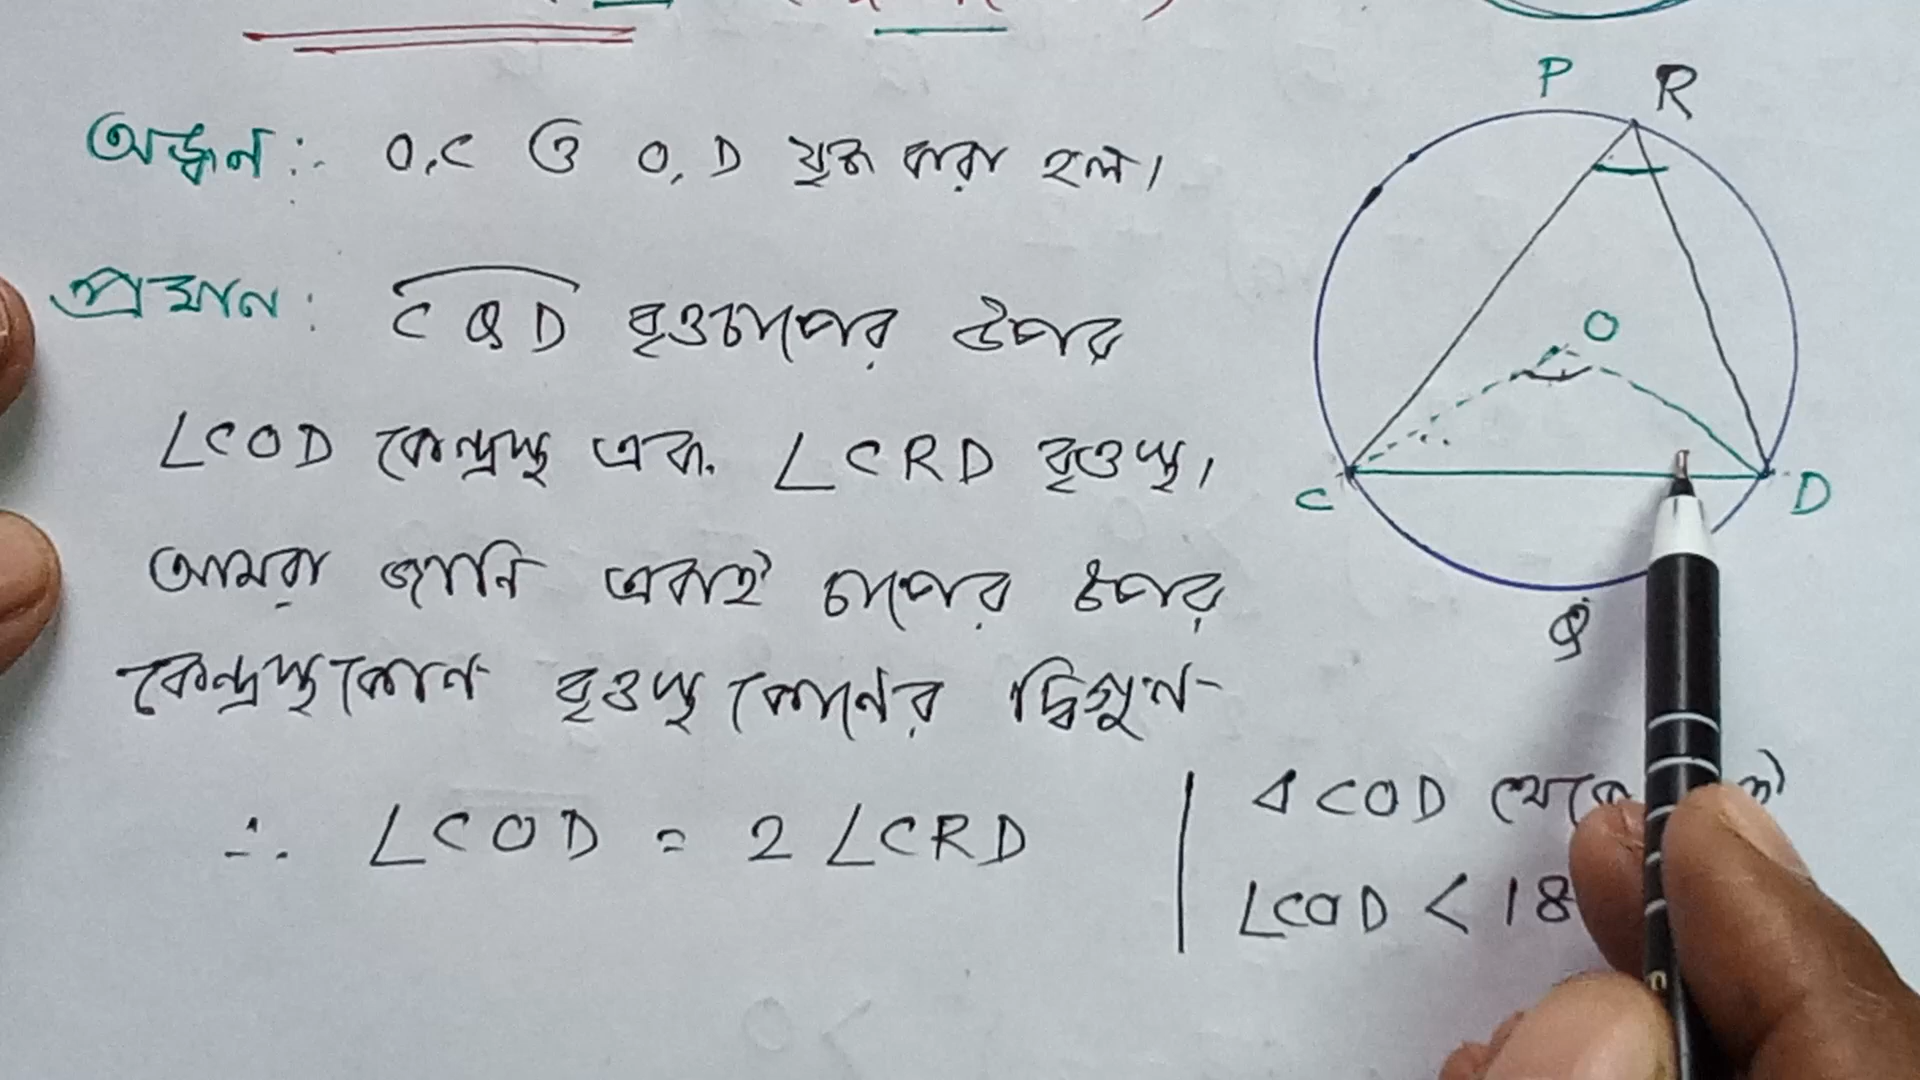 অঙ্কন :- O,C ও O,D যুক্ত করা হল।
প্রমান : CQD বৃত্তচাপের উপর
∠COD কেন্দ্রস্থ এবং ∠CRD বৃত্তস্থ।
আমরা জানি একই চাপের উপর
কেন্দ্রস্থ কোণ বৃত্তস্থ কোণের দ্বিগুণ
∴ ∠COD = 2 ∠CRD
∆COD থেকে
∠COD < 18
P R
O
C D
Q